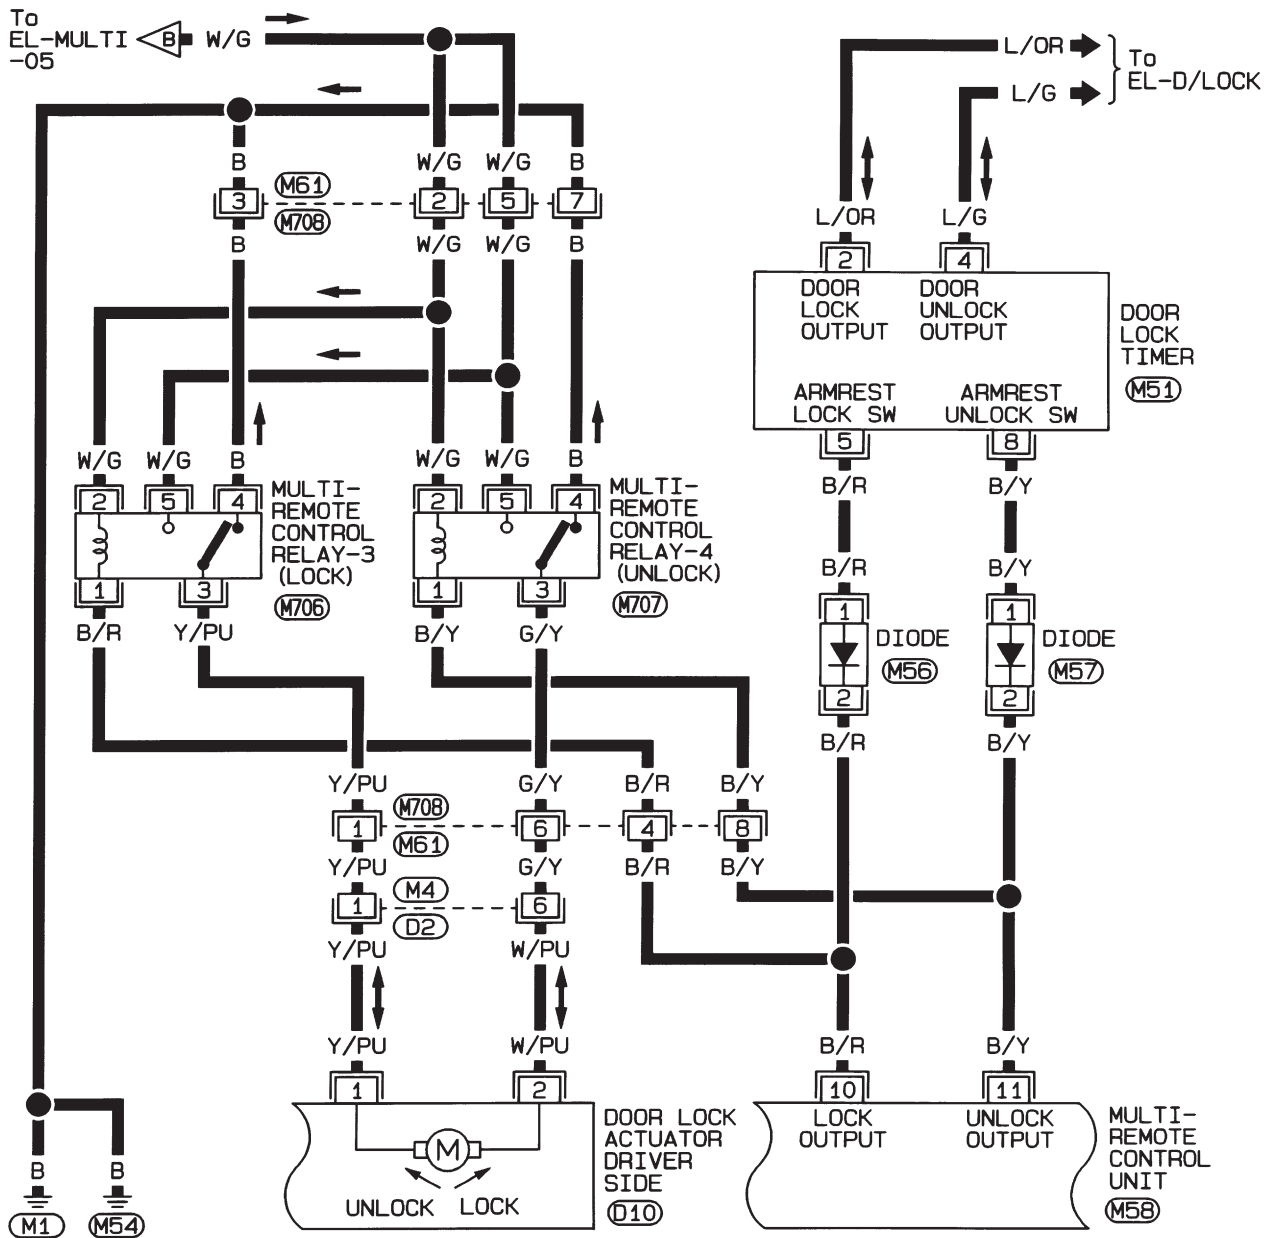 To
EL-MULTI
-05
B
W/G
L/OR
L/G
To
EL-D/LOCK
B
W/G
W/G
B
M61
M708
3
2
5
7
B
W/G
W/G
B
L/OR
L/G
2
4
DOOR
LOCK
OUTPUT
DOOR
UNLOCK
OUTPUT
DOOR
LOCK
TIMER
M51
ARMREST
LOCK SW
ARMREST
UNLOCK SW
5
8
B/R
B/Y
W/G
W/G
B
W/G
W/G
B
2
5
4
MULTI-
REMOTE
CONTROL
RELAY-3
(LOCK)
M706
2
5
4
MULTI-
REMOTE
CONTROL
RELAY-4
(UNLOCK)
M707
1
3
1
3
B/R
Y/PU
B/Y
G/Y
B/R
B/Y
1
1
DIODE
M56
DIODE
M57
2
2
B/R
B/Y
Y/PU
G/Y
B/R
B/Y
M708
M61
1
6
4
8
Y/PU
G/Y
B/R
B/Y
M4
D2
1
6
Y/PU
W/PU
Y/PU
W/PU
B/R
B/Y
1
2
10
11
M
UNLOCK
LOCK
DOOR LOCK
ACTUATOR
DRIVER
SIDE
D10
LOCK
OUTPUT
UNLOCK
OUTPUT
MULTI-
REMOTE
CONTROL
UNIT
M58
B
B
M1
M54